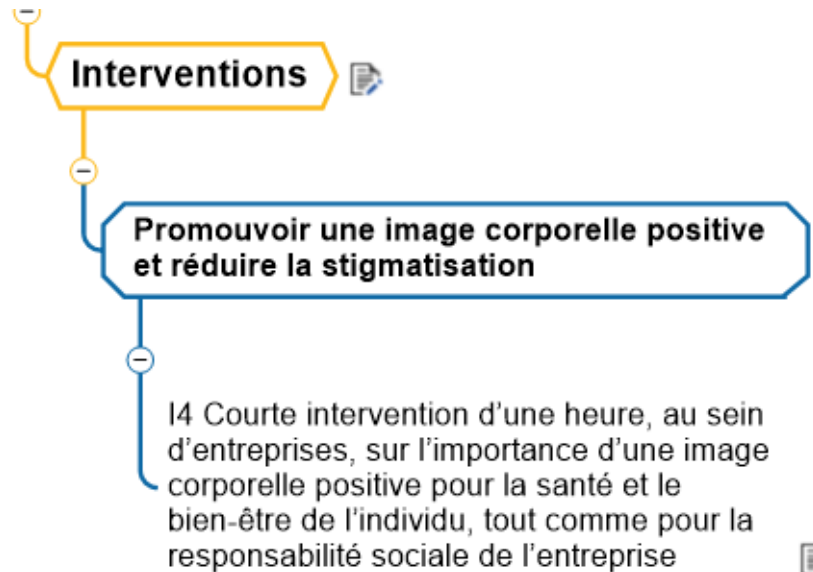 Interventions
Promouvoir une image corporelle positive
et réduire la stigmatisation
I4 Courte intervention d’une heure, au sein
d’entreprises, sur l’importance d’une image
corporelle positive pour la santé et le
bien-être de l’individu, tout comme pour la
responsabilité sociale de l’entreprise